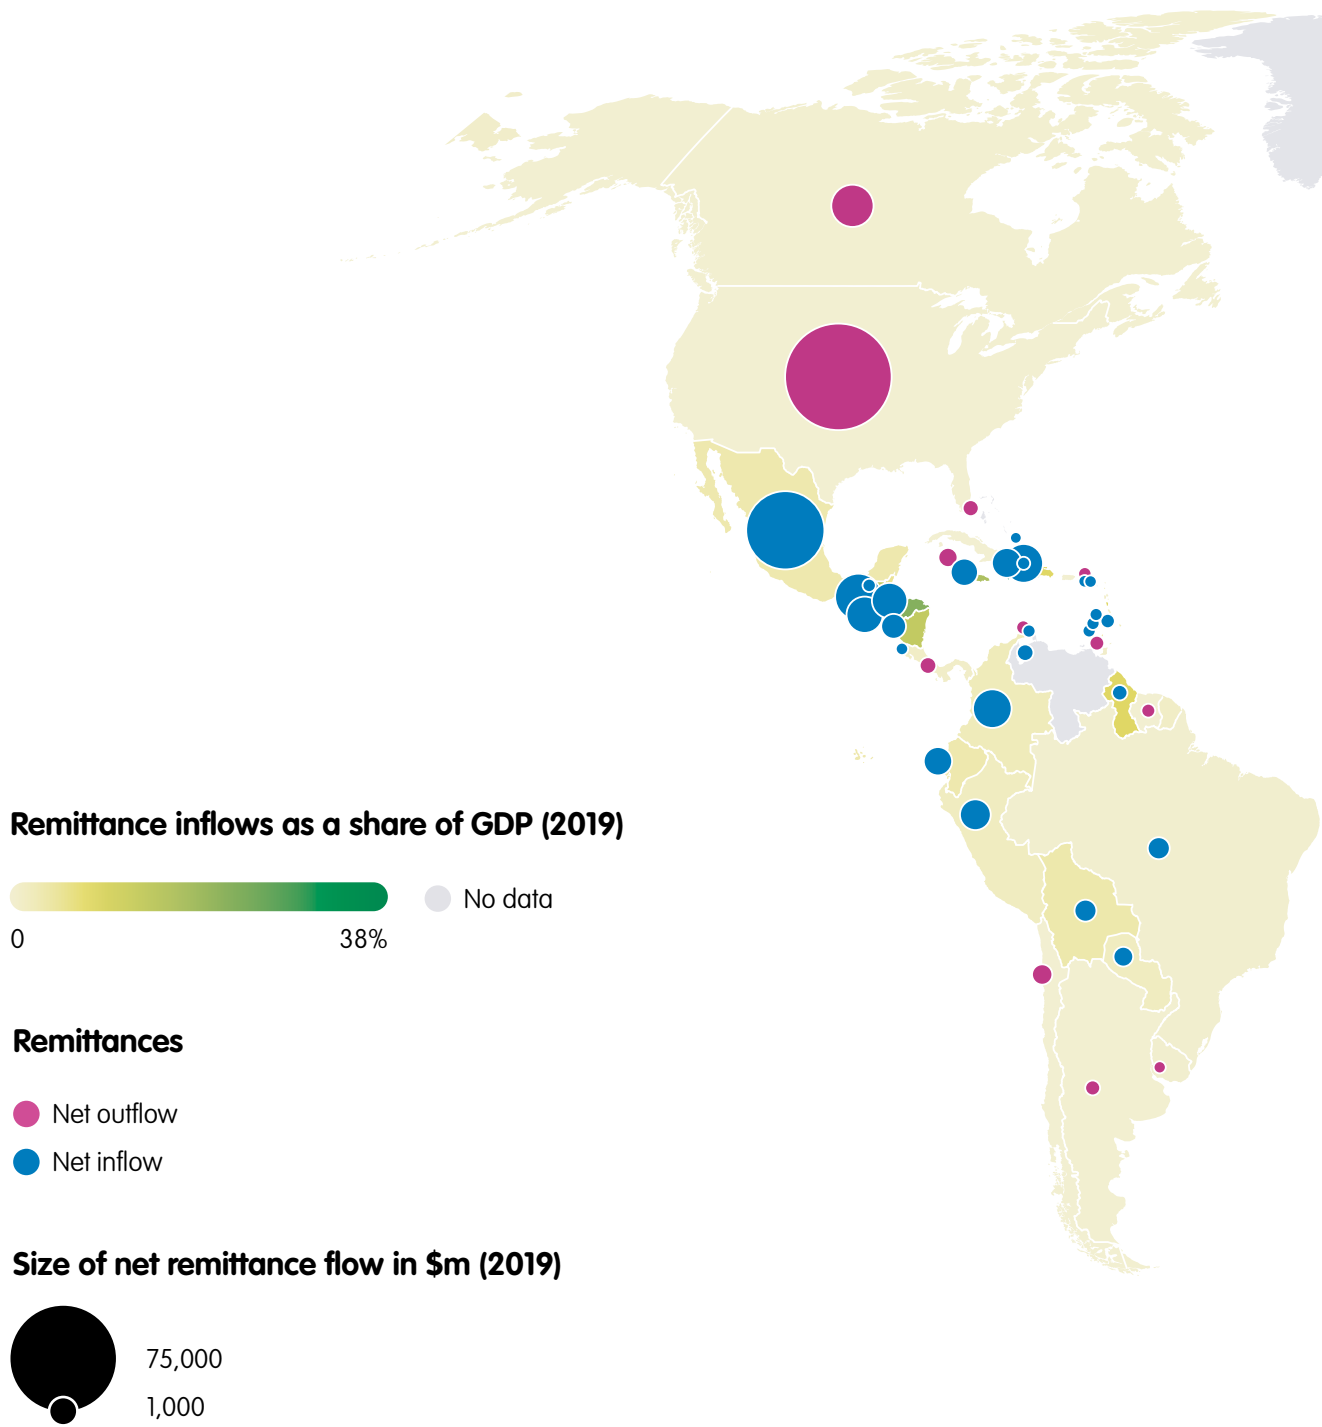 Remittance inflows as a share of GDP (2019)
0 38% No data
Remittances
Net outflow
Net inflow
Size of net remittance flow in $m (2019)
75,000
1,000